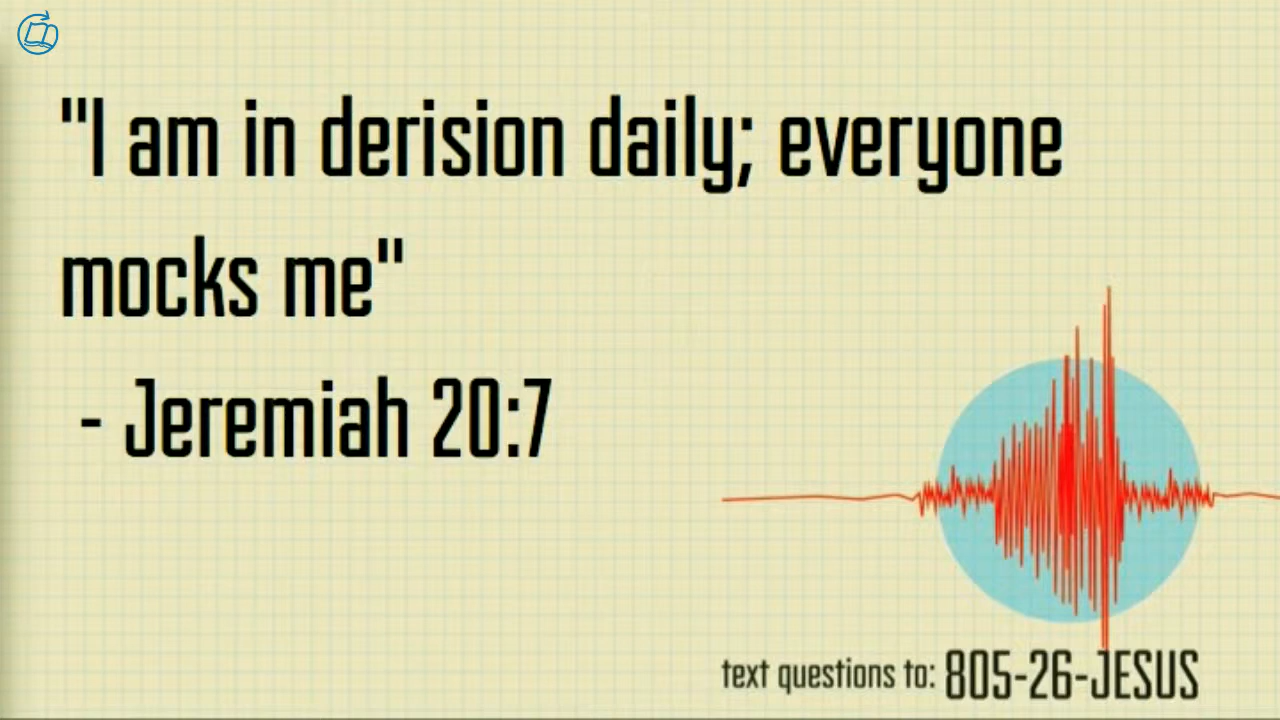 "I am in derision daily; everyone
mocks me"
- Jeremiah 20:7
text questions to: 805-26-JESUS